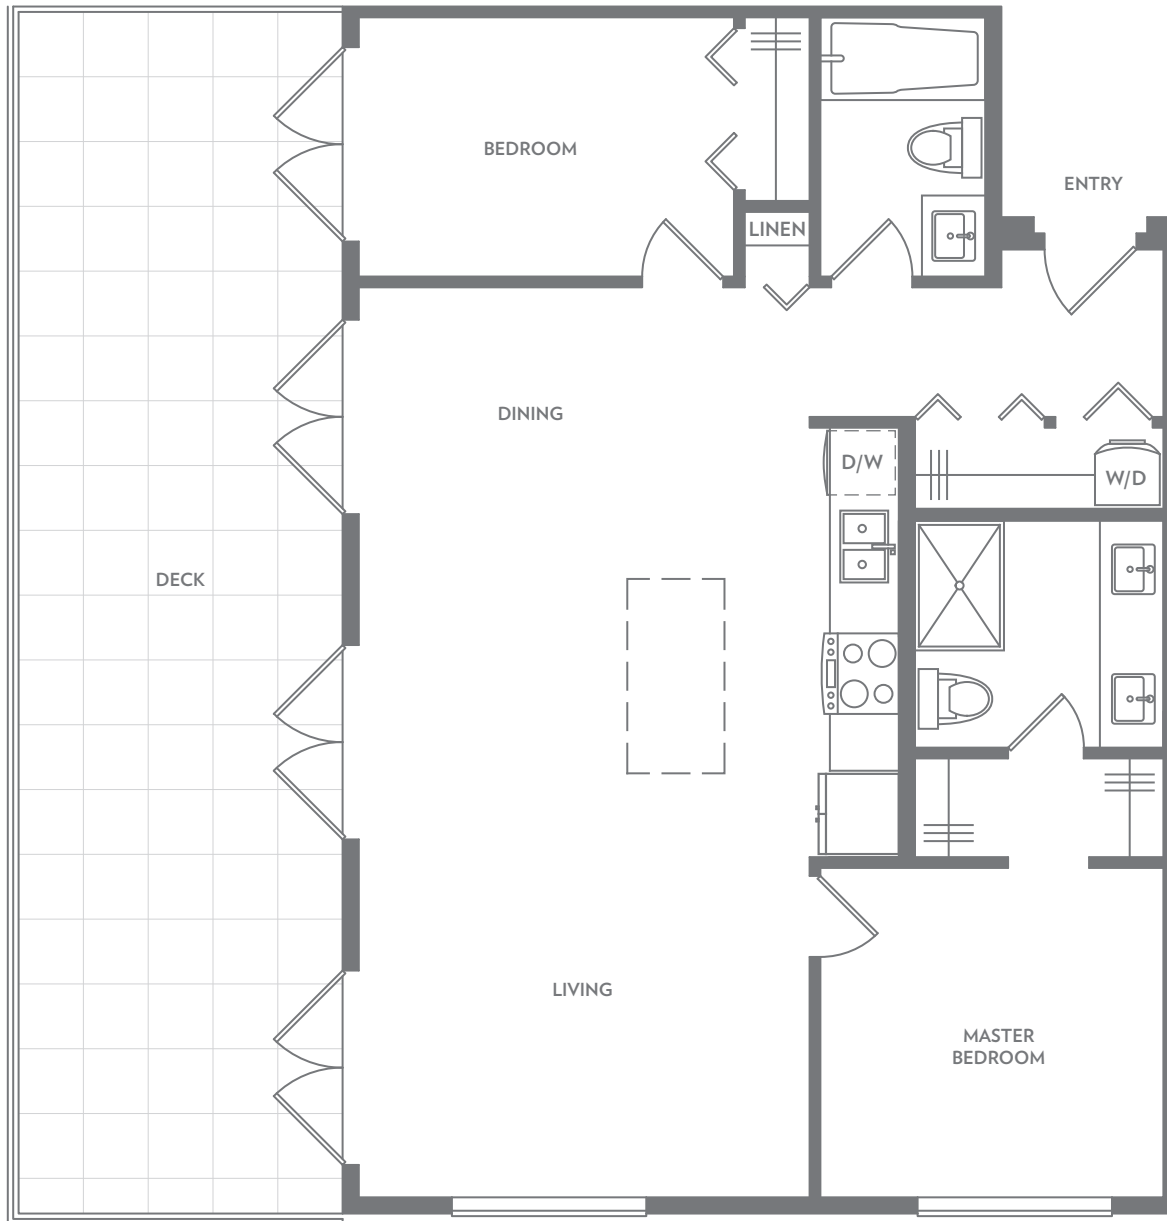 BEDROOM
ENTRY
LINEN
DINING
D/W
W/D
DECK
LIVING
MASTER
BEDROOM